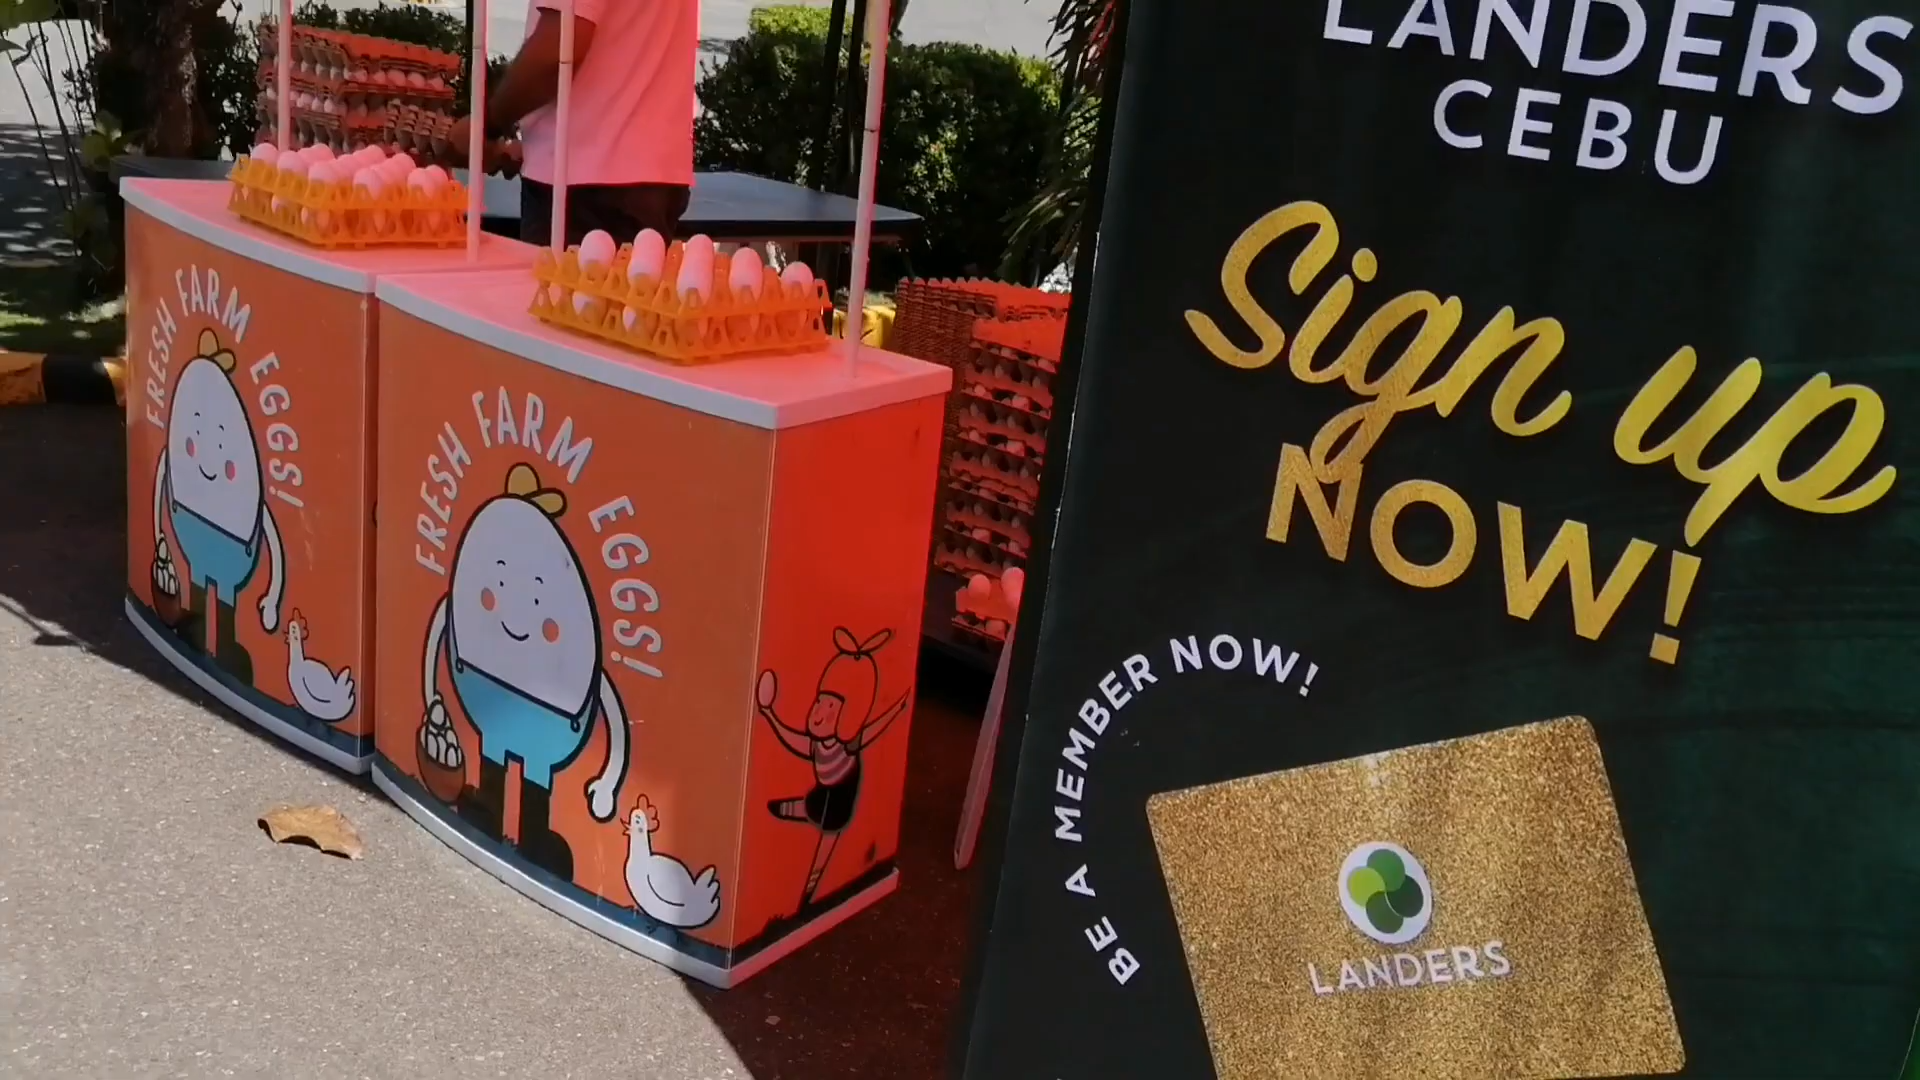 FRESH FARM EGGS!
FRESH FARM EGGS!
LANDERS
CEBU
Sign up
NOW!
BE A MEMBER NOW!
LANDERS